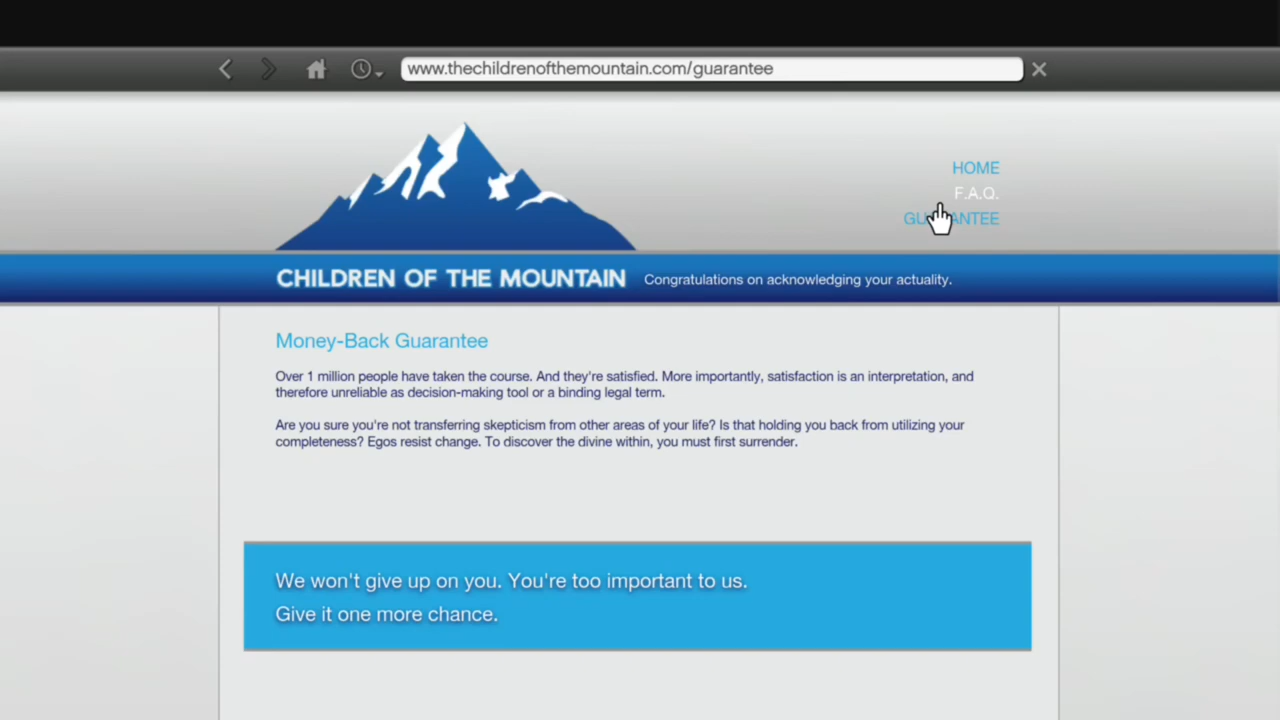 www.thechildrenofthemountain.com/guarantee
HOME
F.A.Q.
GUARANTEE
CHILDREN OF THE MOUNTAIN
Congratulations on acknowledging your actuality.
Money-Back Guarantee
Over 1 million people have taken the course. And they're satisfied. More importantly, satisfaction is an interpretation, and
therefore unreliable as decision-making tool or a binding legal term.
Are you sure you're not transferring skepticism from other areas of your life? Is that holding you back from utilizing your
completeness? Egos resist change. To discover the divine within, you must first surrender.
We won't give up on you. You're too important to us.
Give it one more chance.